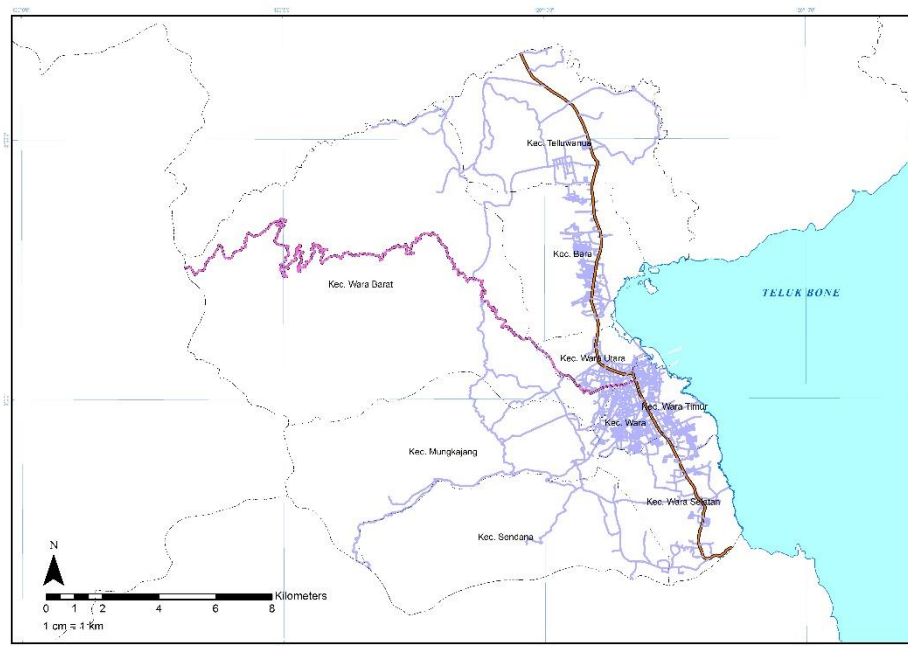 Kec. Telluwanua
Kec. Bara
TELUK BONE
Kec. Wara Barat
Kec. Wara Utara
Kec. Wara Timur
Kec. Wara
Kec. Mungkajang
Kec. Wara Selatan
Kec. Sendana
N
Kilometers
0 1 2 4 6 8
1 cm = 1 km